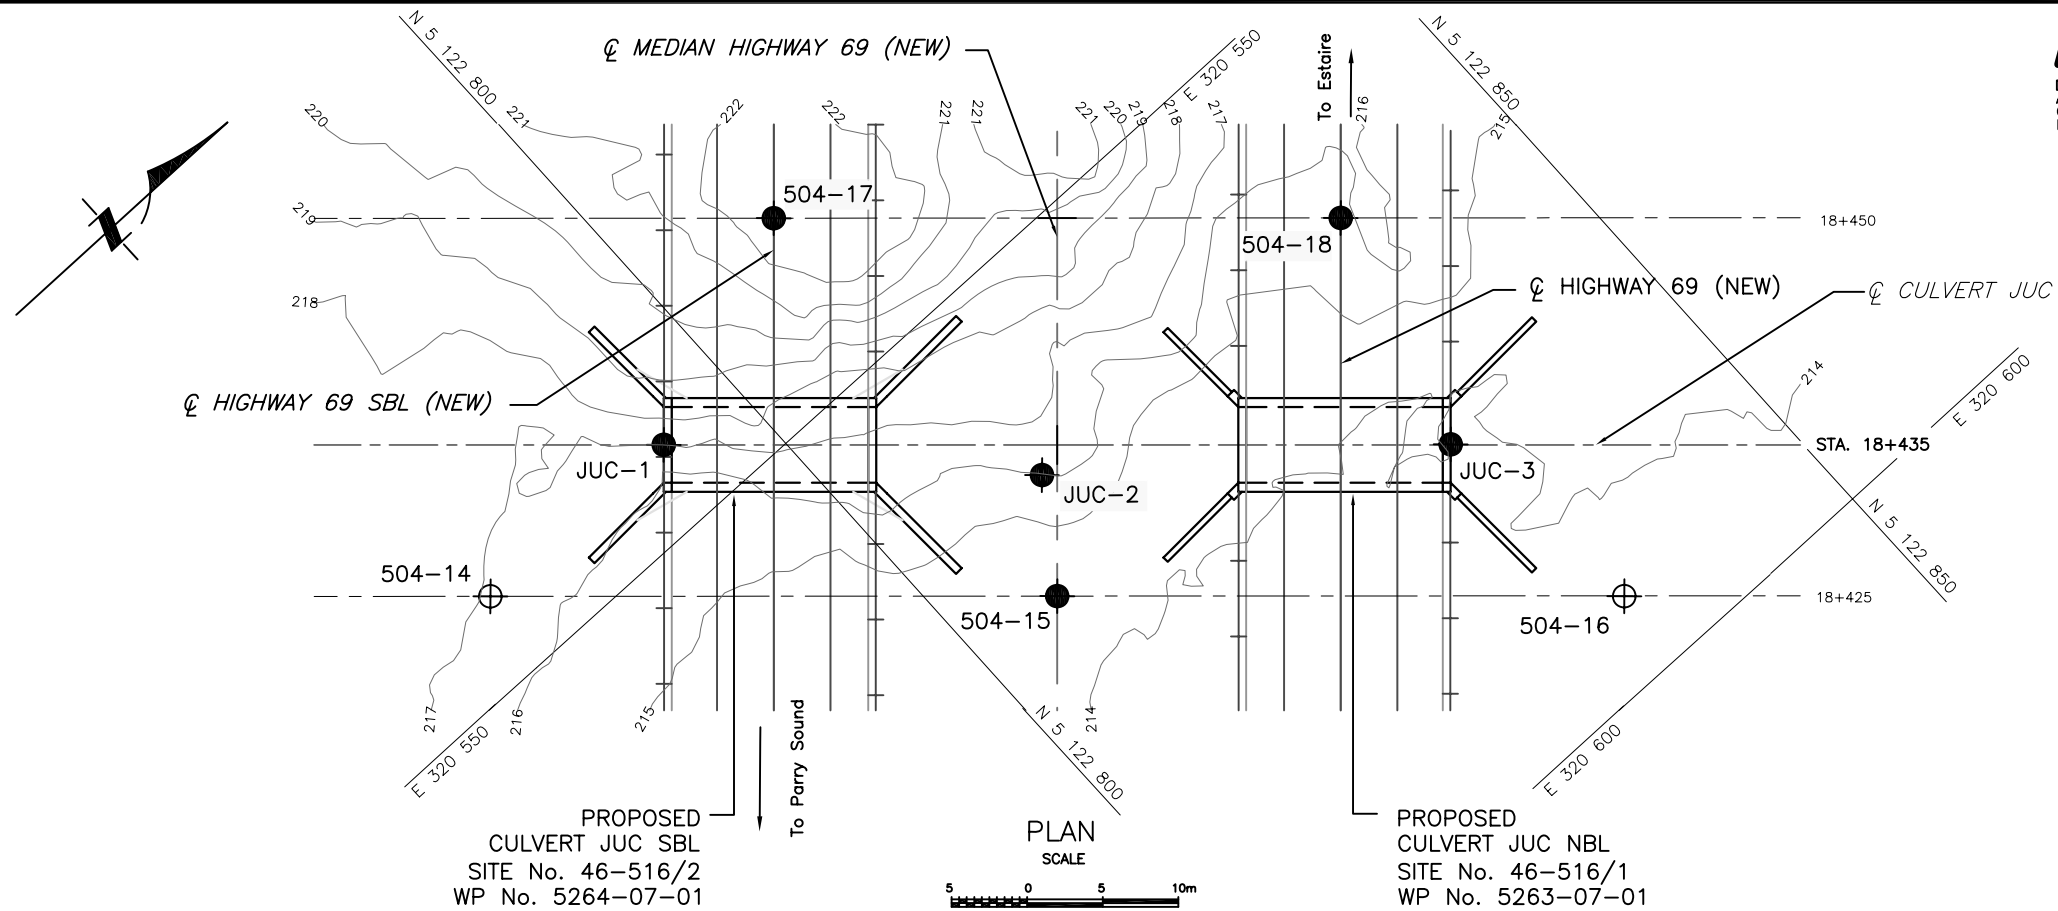 N 5 122 800
℄ MEDIAN HIGHWAY 69 (NEW)
E 320 550
To Estaire
N 5 122 850
220
221
222
222
221
221
221
220
219
218
217
216
215
504-17
219
18+450
504-18
218
℄ HIGHWAY 69 (NEW)
℄ CULVERT JUC
214
E 320 600
℄ HIGHWAY 69 SBL (NEW)
STA. 18+435
JUC-1
JUC-2
JUC-3
N 5 122 850
504-14
504-15
504-16
18+425
217
216
215
214
E 320 550
To Parry Sound
N 5 122 800
E 320 600
PROPOSED
CULVERT JUC SBL
SITE No. 46-516/2
WP No. 5264-07-01
PLAN
SCALE
5 0 5 10m
PROPOSED
CULVERT JUC NBL
SITE No. 46-516/1
WP No. 5263-07-01